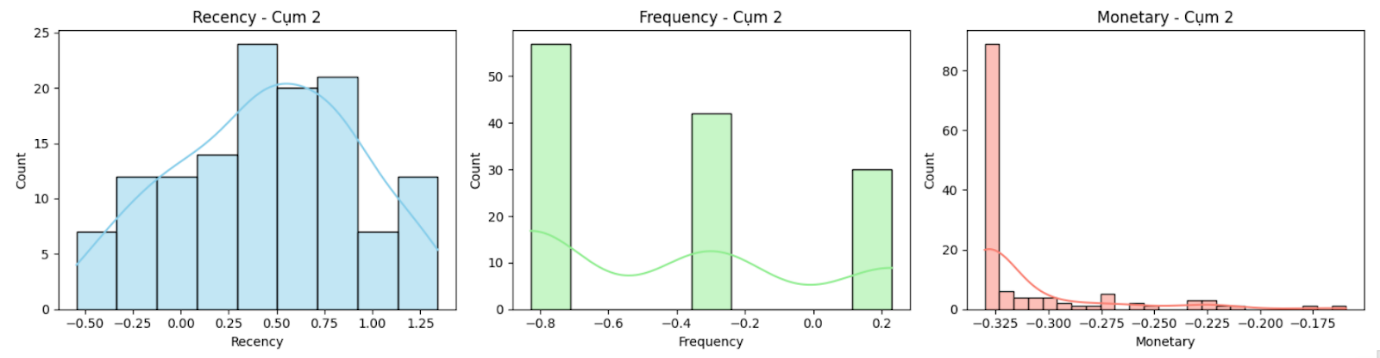 Recency - Cụm 2
25
20
15
10
5
0
Count
−0.50 −0.25 0.00 0.25 0.50 0.75 1.00 1.25
Recency
Frequency - Cụm 2
50
40
30
20
10
0
Count
−0.8 −0.6 −0.4 −0.2 0.0 0.2
Frequency
Monetary - Cụm 2
80
60
40
20
0
Count
−0.325 −0.300 −0.275 −0.250 −0.225 −0.200 −0.175
Monetary